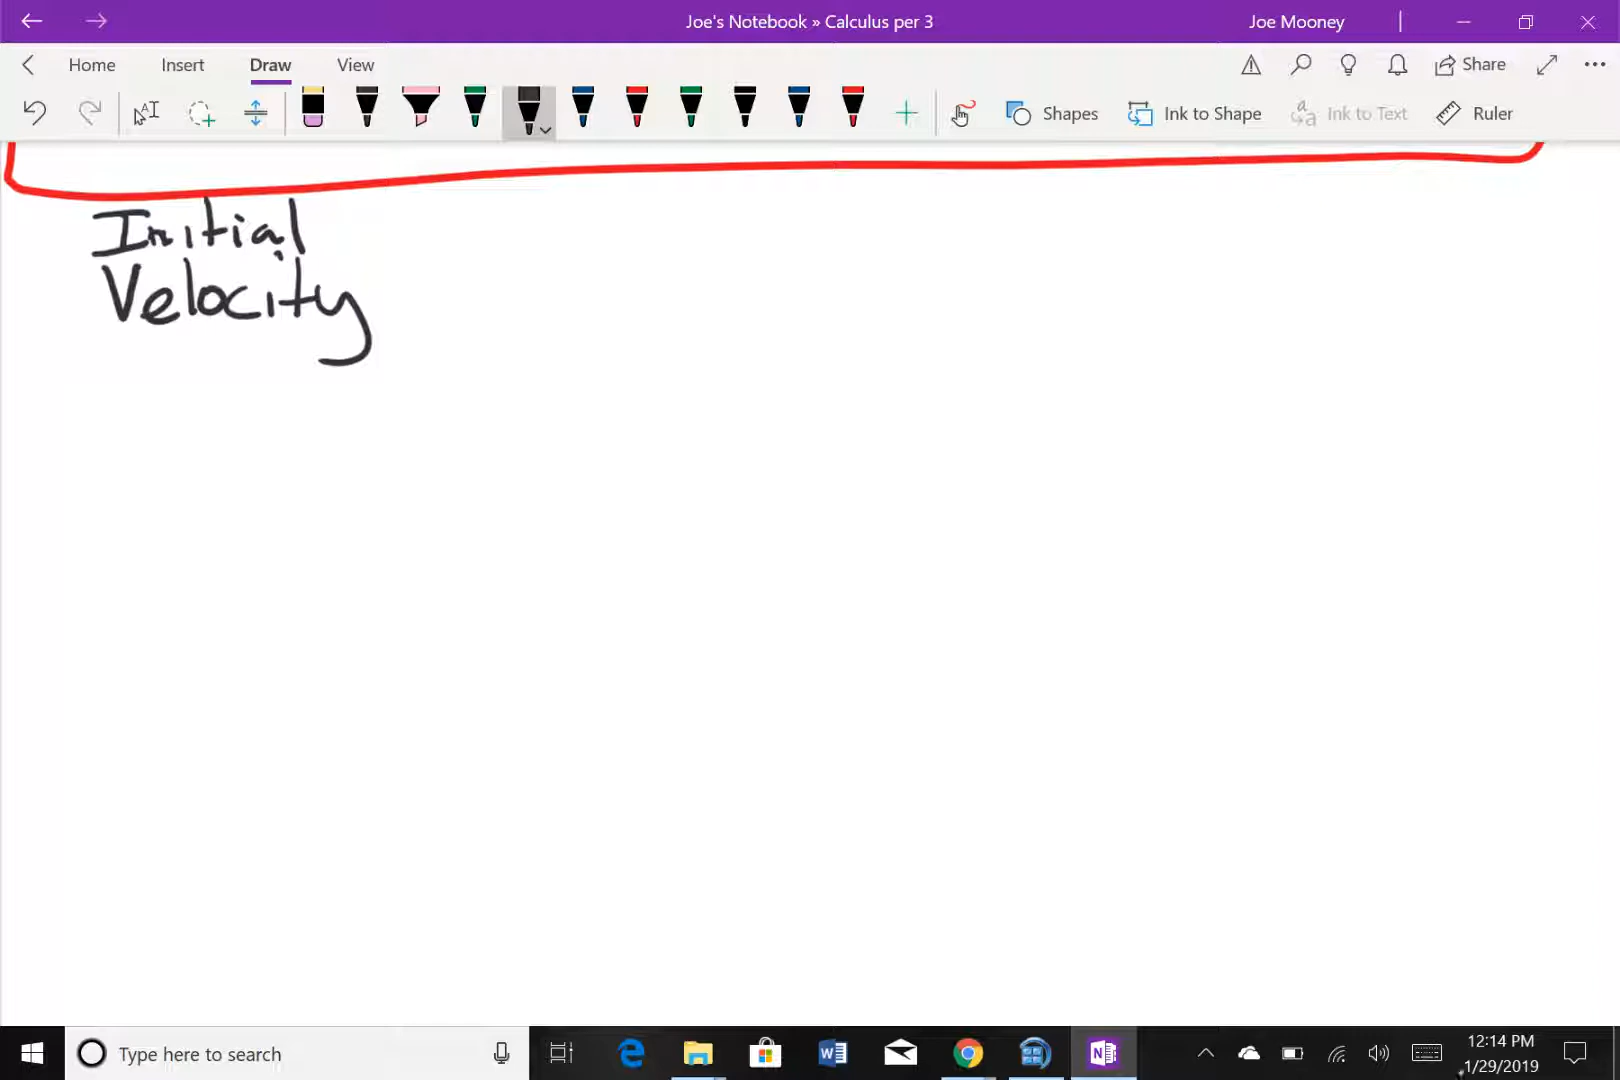 Joe's Notebook » Calculus per 3
Joe Mooney
Home Insert Draw View
Share
Shapes
Ink to Shape
Ink to Text
Ruler
Initial
Velocity
Type here to search
12:14 PM
1/29/2019